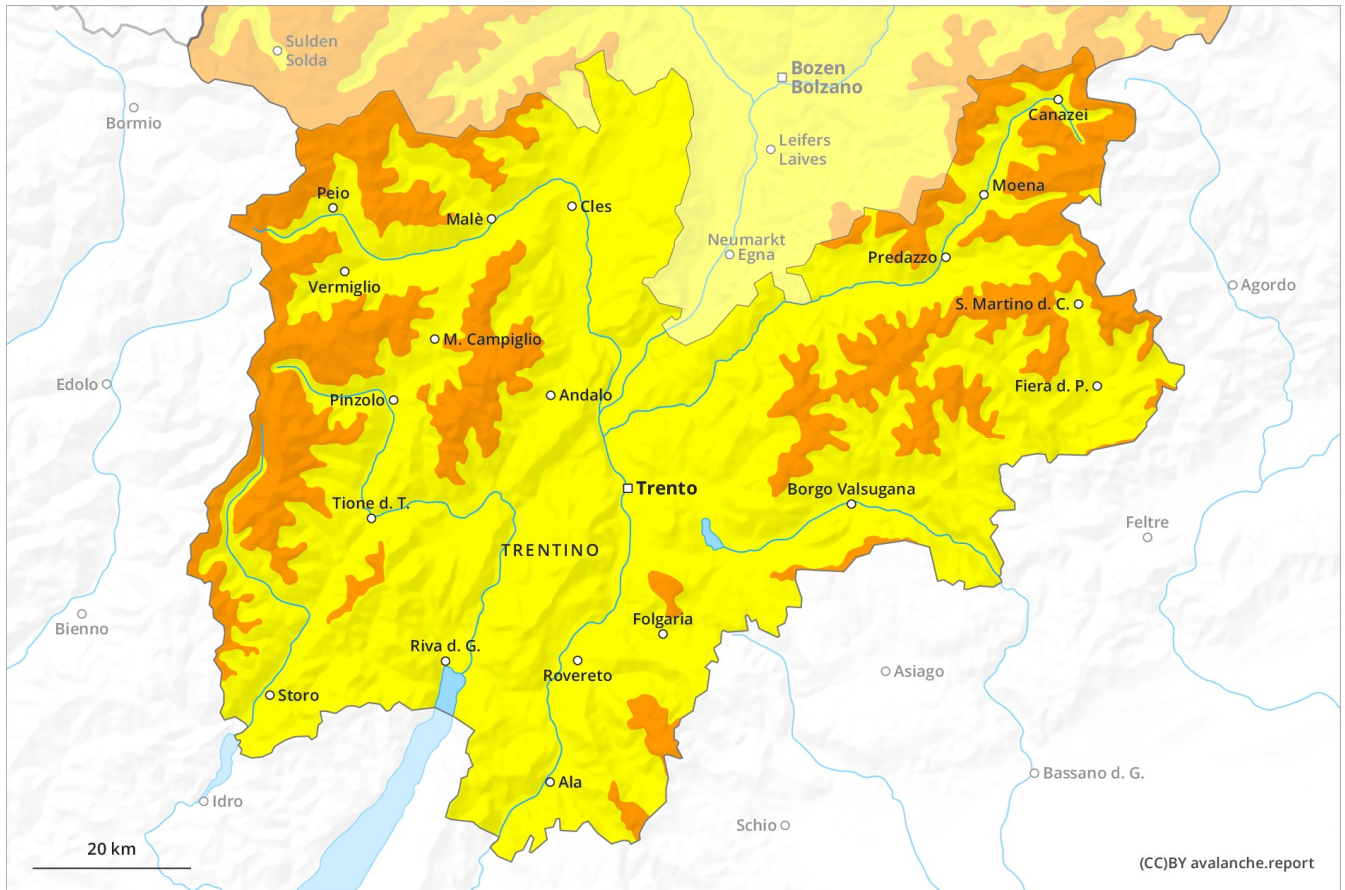 Sulden
Solda
Bozen
Bolzano
Bormio
Canazei
Leifers
Laives
Moena
Peio
Cles
Malè
Neumarkt
Egna
Predazzo
Vermiglio
Agordo
S. Martino d. C.
M. Campiglio
Edolo
Fiera d. P.
Andalo
Pinzolo
Trento
Borgo Valsugana
Tione d. T.
Feltre
TRENTINO
Bienno
Folgaria
Riva d. G.
Asiago
Rovereto
Storo
Bassano d. G.
Ala
Idro
Schio
20 km
(CC)BY avalanche.report